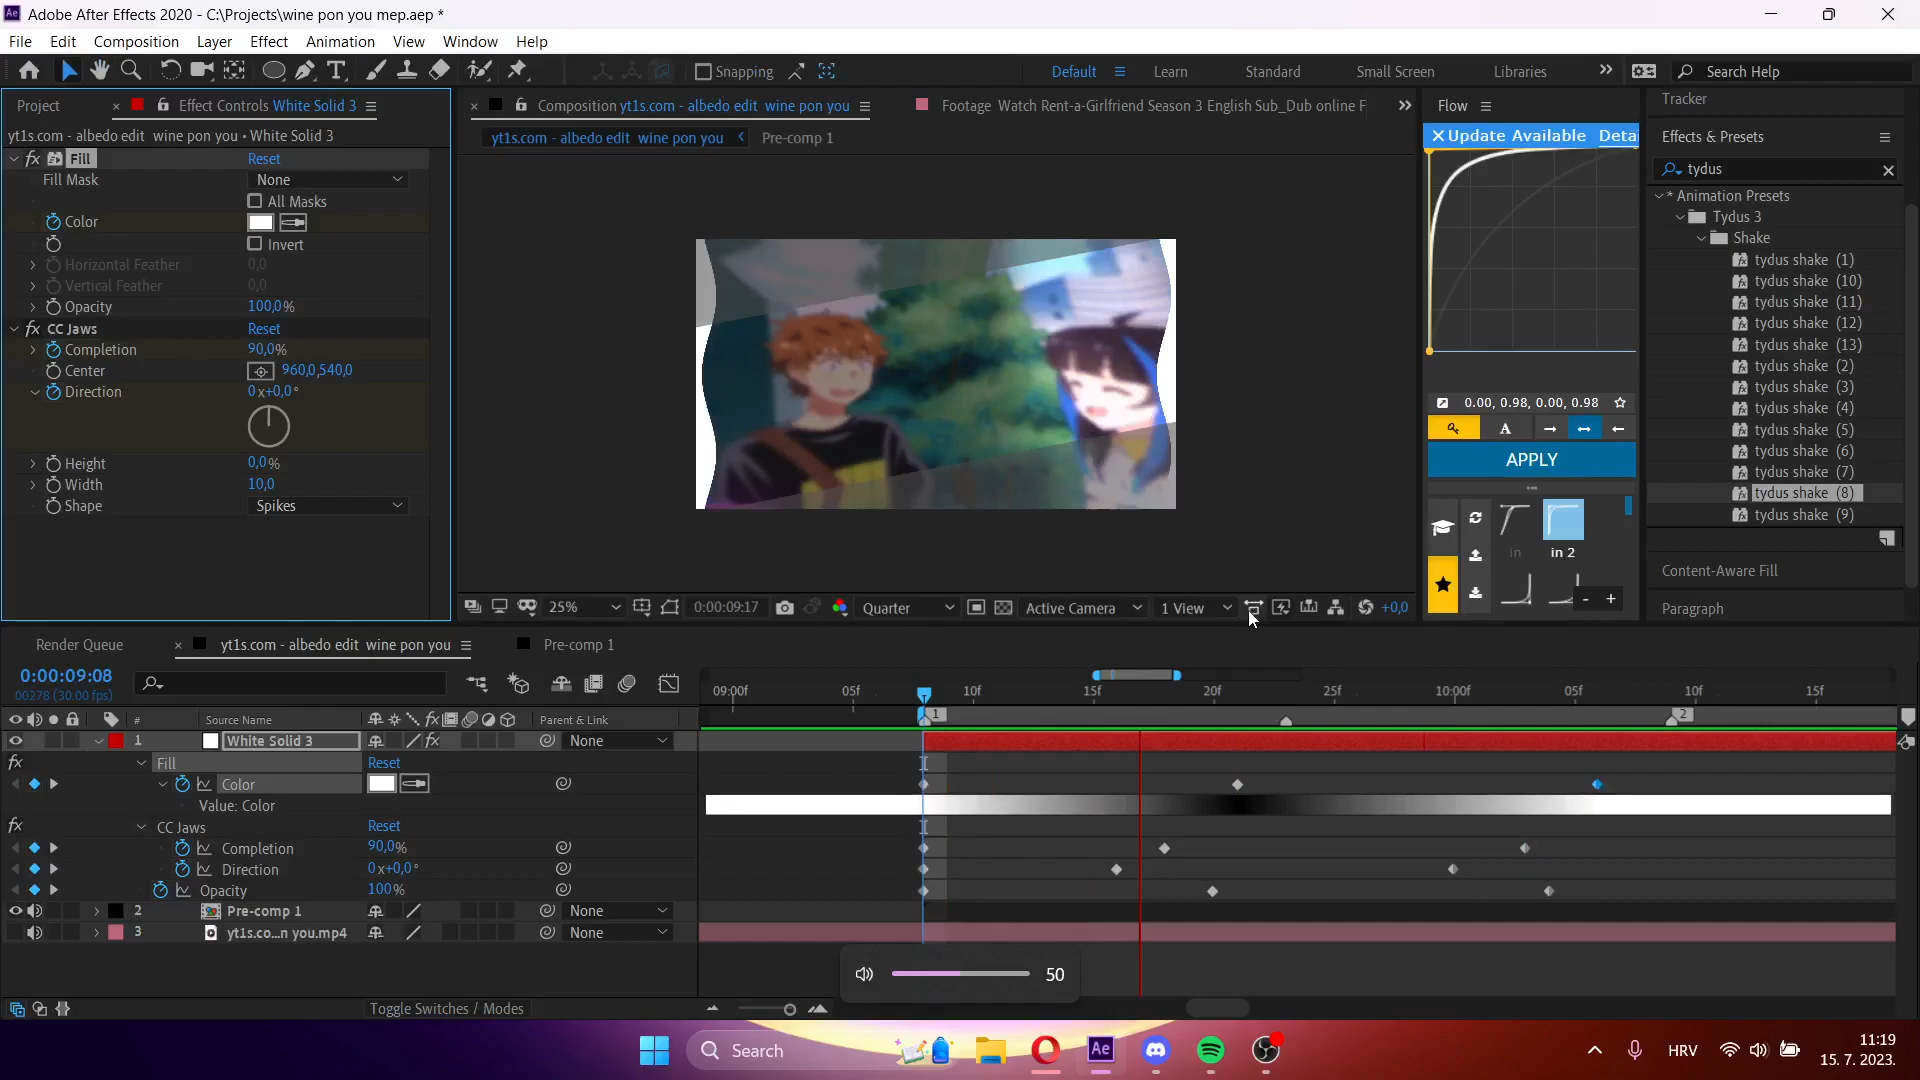 Adobe After Effects 2020 - C:\Projects\wine pon you mep.aep *
File Edit Composition Layer Effect Animation View Window Help
Snapping
Default Learn Standard Small Screen Libraries Search Help
Project Effect Controls White Solid 3
yt1s.com - albedo edit wine pon you • White Solid 3
Fill Reset
Fill Mask None
All Masks
Color
Invert
Horizontal Feather 0,0
Vertical Feather 0,0
Opacity 100,0%
CC Jaws Reset
Completion 90,0%
Center 960,0,540,0
Direction 0x+0,0°
Height 0,0%
Width 10,0
Shape Spikes
Composition yt1s.com - albedo edit wine pon you
Footage Watch Rent-a-Girlfriend Season 3 English Sub_Dub online F
yt1s.com - albedo edit wine pon you Pre-comp 1
25% 0:00:09:17 Quarter Active Camera 1 View +0,0
Flow
Update Available Detai
0.00, 0.98, 0.00, 0.98
A
APPLY
in in 2
Tracker
Effects & Presets
tydus
* Animation Presets
Tydus 3
Shake
tydus shake (1)
tydus shake (10)
tydus shake (11)
tydus shake (12)
tydus shake (13)
tydus shake (2)
tydus shake (3)
tydus shake (4)
tydus shake (5)
tydus shake (6)
tydus shake (7)
tydus shake (8)
tydus shake (9)
Content-Aware Fill
Paragraph
Render Queue yt1s.com - albedo edit wine pon you Pre-comp 1
0:00:09:08
00278 (30.00 fps)
09:00f 05f 10f 15f 20f 25f 10:00f 05f 10f 15f
# Source Name Parent & Link
1 2
1 White Solid 3 None
Fill Reset
Color
Value: Color
CC Jaws Reset
Completion 90,0%
Direction 0x+0,0°
Opacity 100%
2 Pre-comp 1 None
3 yt1s.co...n you.mp4 None
50
Toggle Switches / Modes
Search
Ae
HRV
11:19
15. 7. 2023.